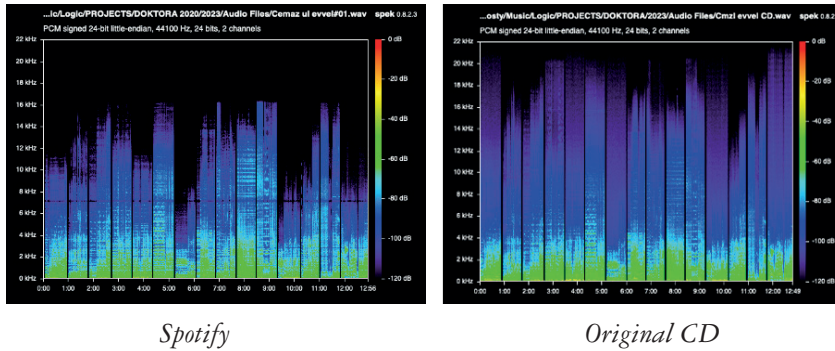 ...ic/Logic/PROJECTS/DOKTORA 2020/2023/Audio Files/Cemaz ul evvel#01.wav spek 0.8.2.3
PCM signed 24-bit little-endian, 44100 Hz, 24 bits, 2 channels
22 kHz 0 dB
20 kHz
18 kHz -20 dB
16 kHz
14 kHz -40 dB
12 kHz
10 kHz -60 dB
8 kHz -80 dB
6 kHz
4 kHz -100 dB
2 kHz
0 kHz -120 dB
0:00 1:00 2:00 3:00 4:00 5:00 6:00 7:00 8:00 9:00 10:00 11:00 12:56
Spotify
...osty/Music/Logic/PROJECTS/DOKTORA/2023/Audio Files/Cmzl evvel CD.wav spek 0.8.2
PCM signed 24-bit little-endian, 44100 Hz, 24 bits, 2 channels
22 kHz 0 dB
20 kHz
18 kHz -20 dB
16 kHz
14 kHz -40 dB
12 kHz
10 kHz -60 dB
8 kHz -80 dB
6 kHz
4 kHz -100 dB
2 kHz
0 kHz -120 dB
0:00 1:00 2:00 3:00 4:00 5:00 6:00 7:00 8:00 9:00 10:00 12:00 12:49
Original CD